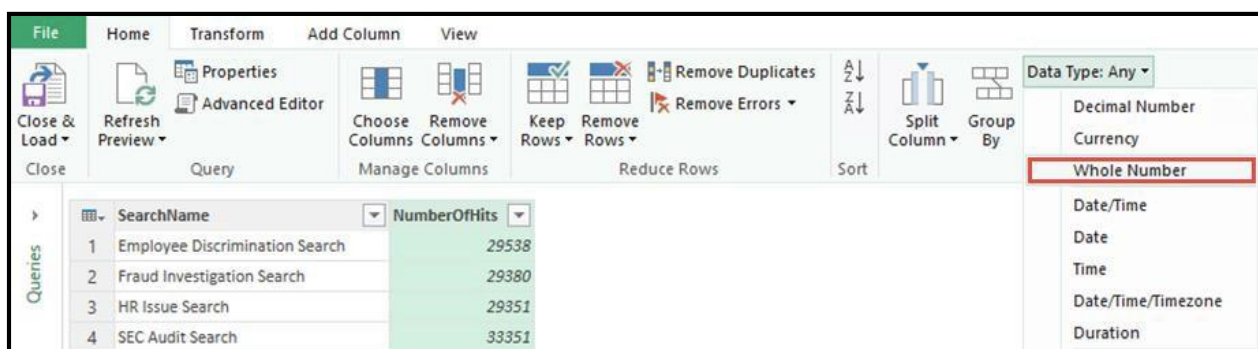 File Home Transform Add Column View
Close & Load
Refresh Preview
Properties
Advanced Editor
Choose Columns
Remove Columns
Keep Rows
Remove Rows
Remove Duplicates
Remove Errors
A Z
Z A
Split Column
Group By
Data Type: Any
Close Query Manage Columns Reduce Rows Sort
Decimal Number
Currency
Whole Number
Date/Time
Date
Time
Date/Time/Timezone
Duration
Queries
SearchName NumberOfHits
1 Employee Discrimination Search 29538
2 Fraud Investigation Search 29380
3 HR Issue Search 29351
4 SEC Audit Search 33351